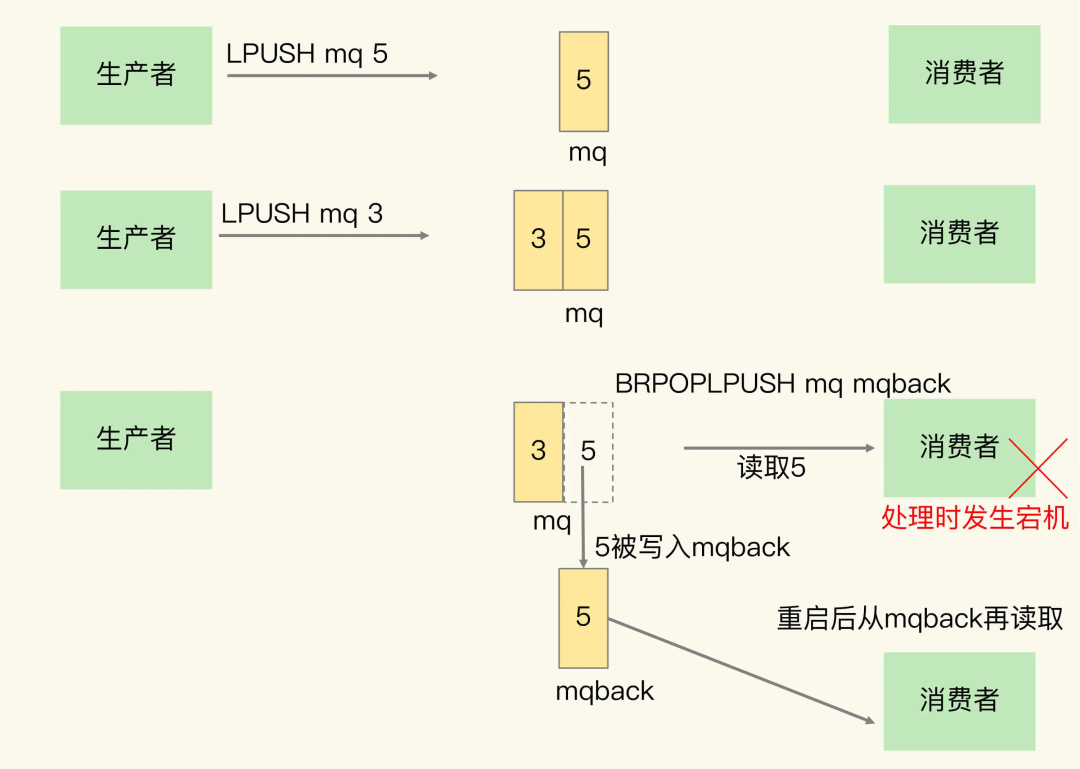 生产者
LPUSH mq 5
5
mq
消费者
生产者
LPUSH mq 3
3 5
mq
消费者
生产者
BRPOPLPUSH mq mqback
3 5
mq
读取5
消费者
处理时发生宕机
5被写入mqback
5
mqback
重启后从mqback再读取
消费者